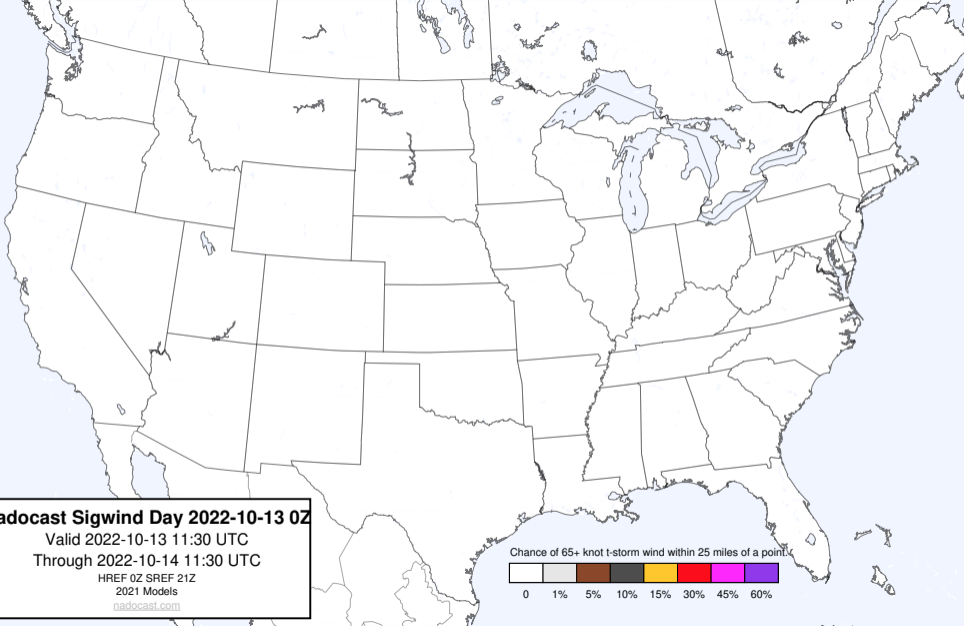 adocast Sigwind Day 2022-10-13 0Z
Valid 2022-10-13 11:30 UTC
Through 2022-10-14 11:30 UTC
HREF 0Z SREF 21Z
2021 Models
nadocast.com
Chance of 65+ knot t-storm wind within 25 miles of a point.
0 1% 5% 10% 15% 30% 45% 60%